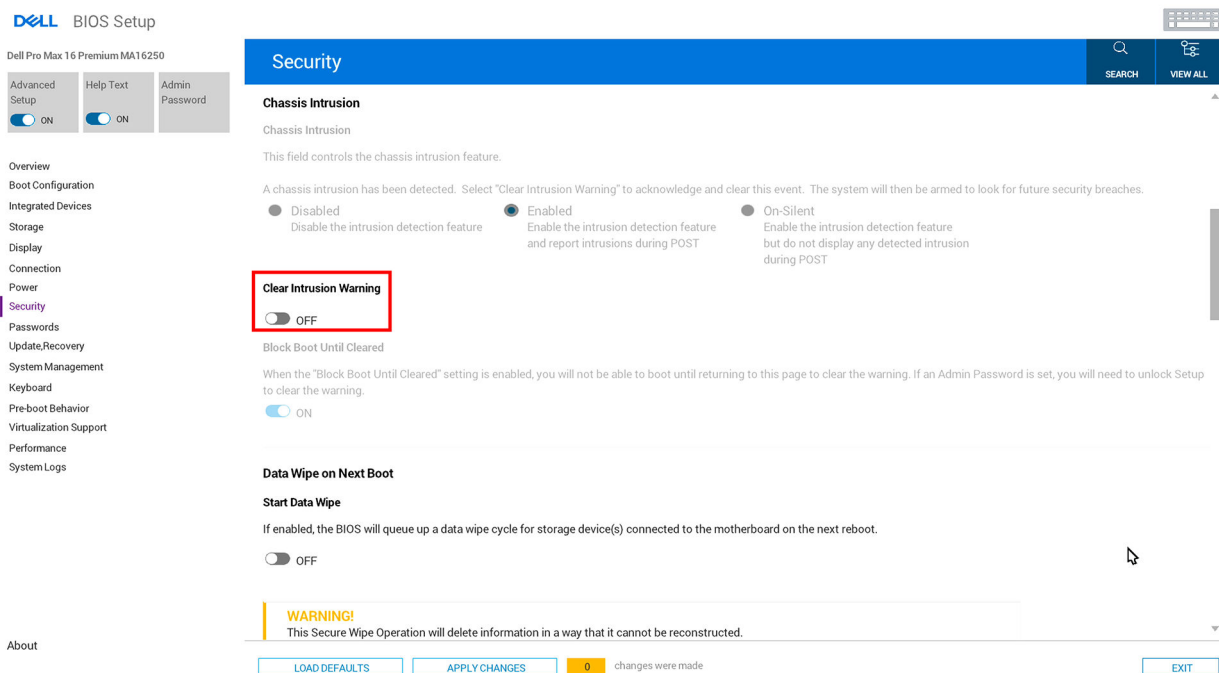 DELL BIOS Setup
Dell Pro Max 16 Premium MA16250
Advanced Setup
ON
Help Text
ON
Admin Password
Overview
Boot Configuration
Integrated Devices
Storage
Display
Connection
Power
Security
Passwords
Update,Recovery
System Management
Keyboard
Pre-boot Behavior
Virtualization Support
Performance
System Logs
About
Security
SEARCH
VIEW ALL
Chassis Intrusion
Chassis Intrusion
This field controls the chassis intrusion feature.
A chassis intrusion has been detected. Select "Clear Intrusion Warning" to acknowledge and clear this event. The system will then be armed to look for future security breaches.
Disabled
Disable the intrusion detection feature
Enabled
Enable the intrusion detection feature
and report intrusions during POST
On-Silent
Enable the intrusion detection feature
but do not display any detected intrusion
during POST
Clear Intrusion Warning
OFF
Block Boot Until Cleared
When the "Block Boot Until Cleared" setting is enabled, you will not be able to boot until returning to this page to clear the warning. If an Admin Password is set, you will need to unlock Setup
to clear the warning.
ON
Data Wipe on Next Boot
Start Data Wipe
If enabled, the BIOS will queue up a data wipe cycle for storage device(s) connected to the motherboard on the next reboot.
OFF
WARNING!
This Secure Wipe Operation will delete information in a way that it cannot be reconstructed.
LOAD DEFAULTS
APPLY CHANGES
0 changes were made
EXIT